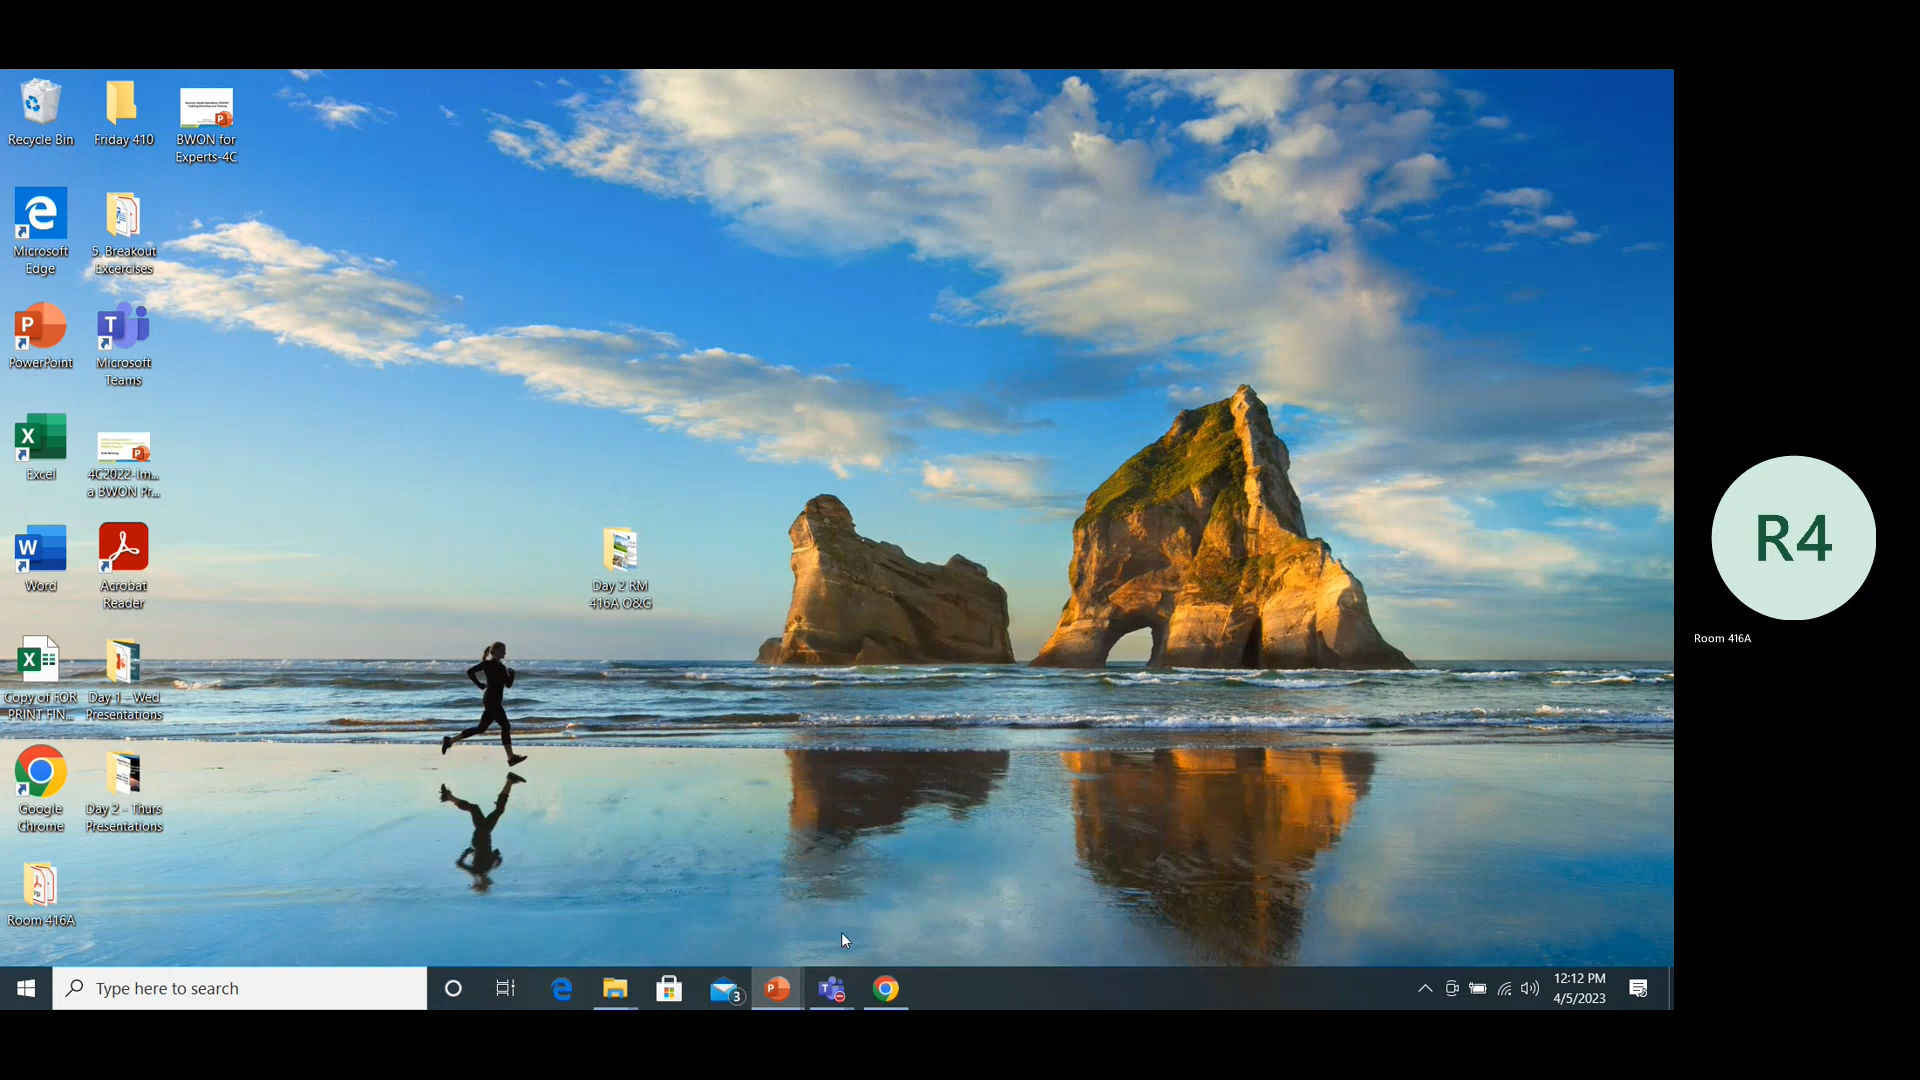 Recycle Bin
Friday 410
BWON for
Experts-4C
Microsoft
Edge
5. Breakout
Excercises
PowerPoint
Microsoft
Teams
Excel
4C2022-Im...
a BWON Pr...
Word
Acrobat
Reader
Day 2 RM
416A O&G
Copy of FOR
PRINT FIN...
Day 1 - Wed
Presentations
Google
Chrome
Day 2 - Thurs
Presentations
Room 416A
R4
Room 416A
Type here to search
3
12:12 PM
4/5/2023